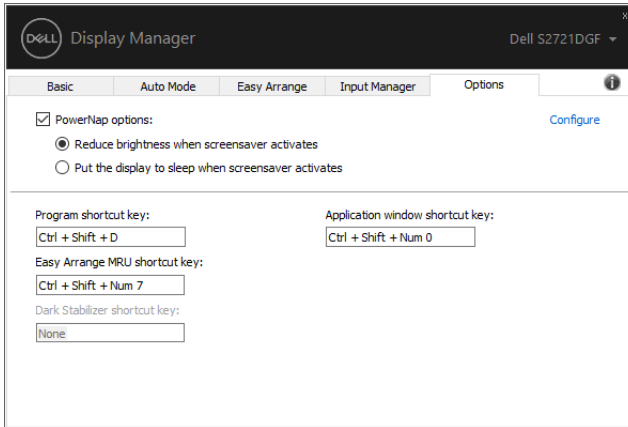 x
DELL Display Manager Dell S2721DGF
Basic Auto Mode Easy Arrange Input Manager Options i
PowerNap options: Configure
Reduce brightness when screensaver activates
Put the display to sleep when screensaver activates
Program shortcut key: Application window shortcut key:
Ctrl + Shift + D Ctrl + Shift + Num 0
Easy Arrange MRU shortcut key:
Ctrl + Shift + Num 7
Dark Stabilizer shortcut key:
None